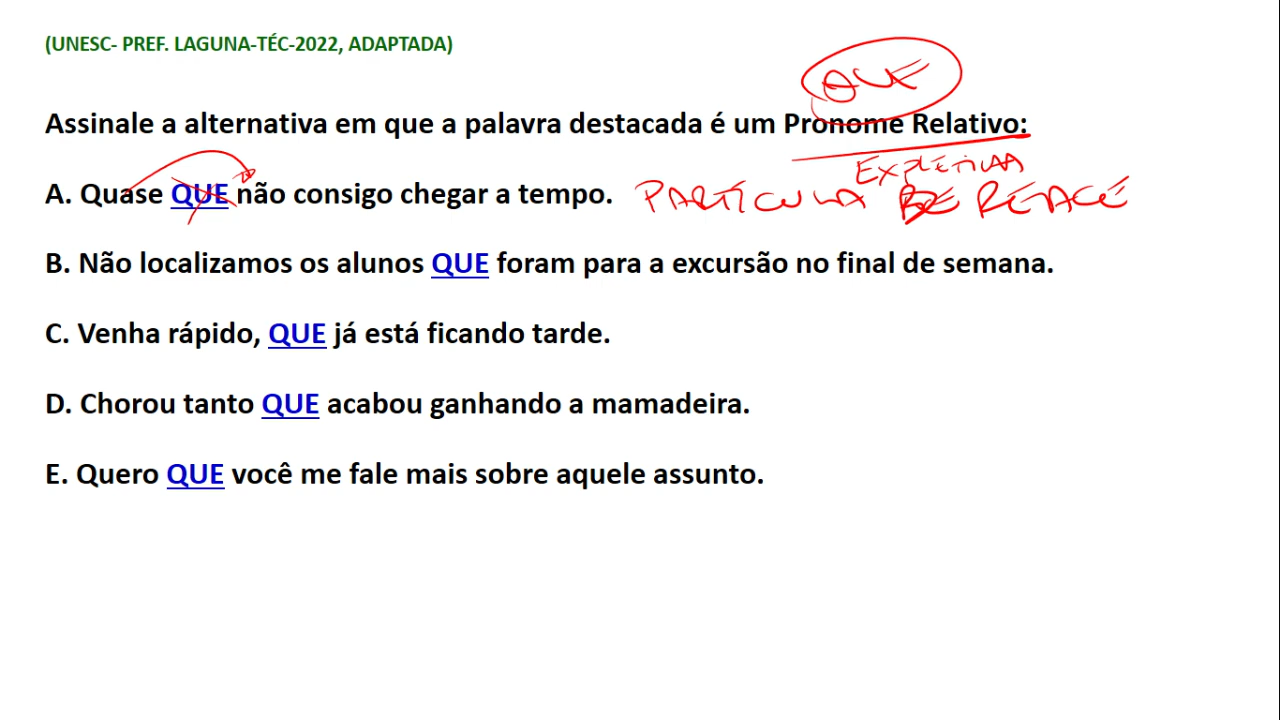 (UNESC- PREF. LAGUNA-TÉC-2022, ADAPTADA)
QUE
Assinale a alternativa em que a palavra destacada é um Pronome Relativo:
EXPLETIVA
A. Quase QUE não consigo chegar a tempo. PARTÍCULA DE REALCE
B. Não localizamos os alunos QUE foram para a excursão no final de semana.
C. Venha rápido, QUE já está ficando tarde.
D. Chorou tanto QUE acabou ganhando a mamadeira.
E. Quero QUE você me fale mais sobre aquele assunto.